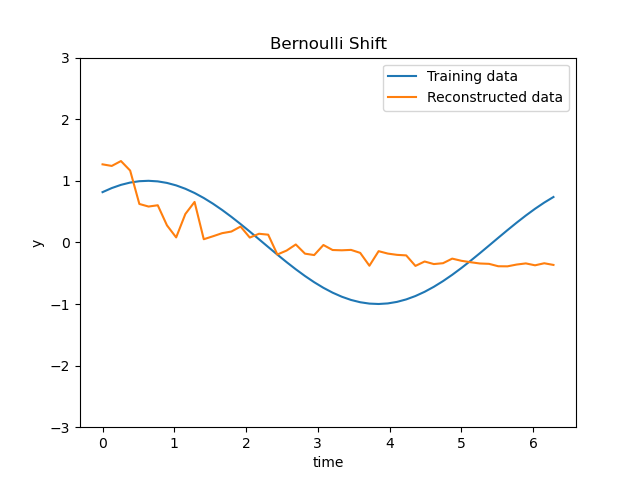 Bernoulli Shift
Training data
Reconstructed data
3
2
1
0
−1
−2
−3
y
0 1 2 3 4 5 6
time